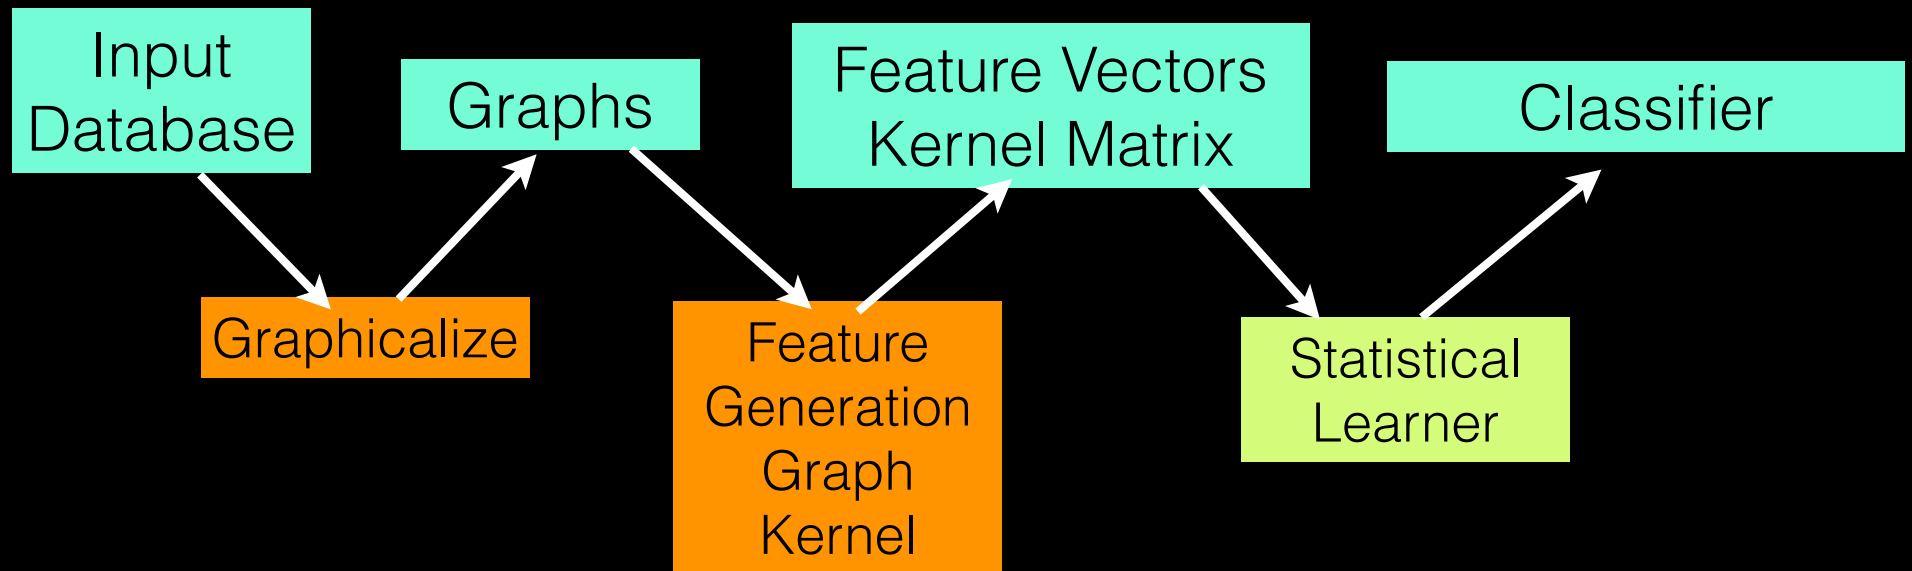 Input
Database
Graphs
Feature Vectors
Kernel Matrix
Classifier
Graphicalize
Feature
Generation
Graph
Kernel
Statistical
Learner